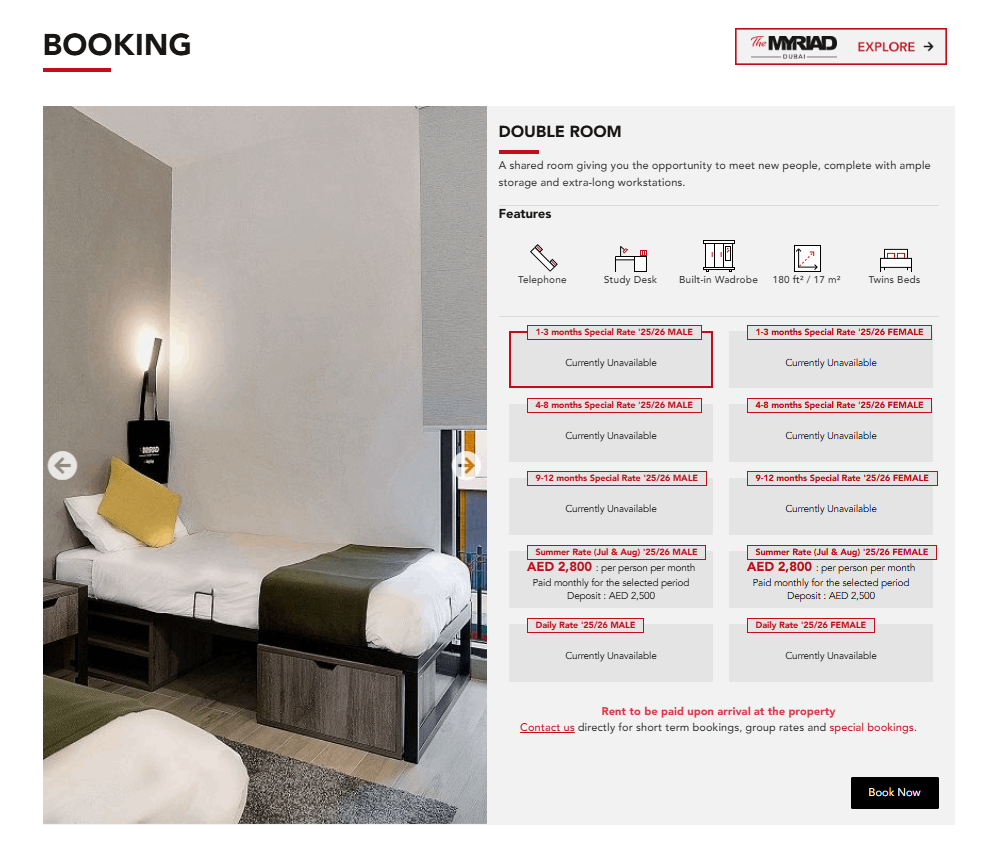 BOOKING
The MYRIAD
DUBAI
EXPLORE →
DOUBLE ROOM
A shared room giving you the opportunity to meet new people, complete with ample
storage and extra-long workstations.
Features
Telephone
Study Desk
Built-in Wadrobe
180 ft² / 17 m²
Twins Beds
1-3 months Special Rate '25/26 MALE
Currently Unavailable
1-3 months Special Rate '25/26 FEMALE
Currently Unavailable
4-8 months Special Rate '25/26 MALE
Currently Unavailable
4-8 months Special Rate '25/26 FEMALE
Currently Unavailable
9-12 months Special Rate '25/26 MALE
Currently Unavailable
9-12 months Special Rate '25/26 FEMALE
Currently Unavailable
Summer Rate (Jul & Aug) '25/26 MALE
AED 2,800 : per person per month
Paid monthly for the selected period
Deposit : AED 2,500
Summer Rate (Jul & Aug) '25/26 FEMALE
AED 2,800 : per person per month
Paid monthly for the selected period
Deposit : AED 2,500
Daily Rate '25/26 MALE
Currently Unavailable
Daily Rate '25/26 FEMALE
Currently Unavailable
Rent to be paid upon arrival at the property
Contact us directly for short term bookings, group rates and special bookings.
Book Now
MYRIAD